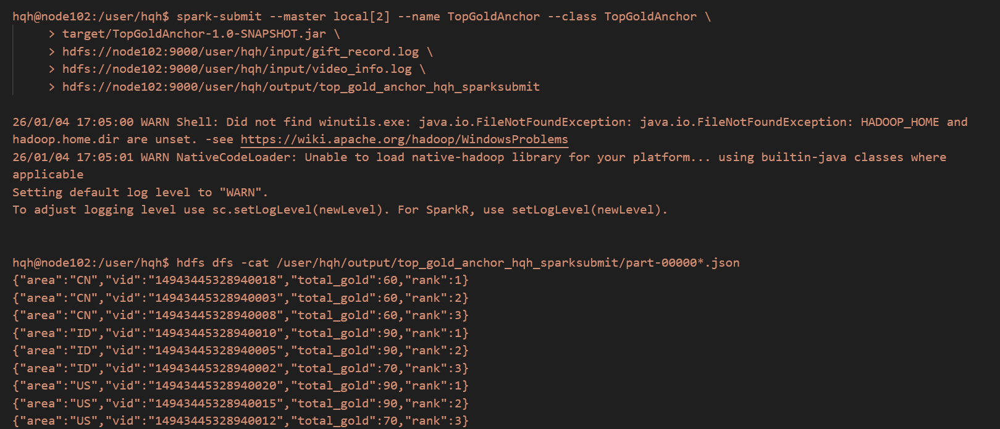 hqh@node102:/user/hqh$ spark-submit --master local[2] --name TopGoldAnchor --class TopGoldAnchor \
> target/TopGoldAnchor-1.0-SNAPSHOT.jar \
> hdfs://node102:9000/user/hqh/input/gift_record.log \
> hdfs://node102:9000/user/hqh/input/video_info.log \
> hdfs://node102:9000/user/hqh/output/top_gold_anchor_hqh_sparksubmit
26/01/04 17:05:00 WARN Shell: Did not find winutils.exe: java.io.FileNotFoundException: java.io.FileNotFoundException: HADOOP_HOME and
hadoop.home.dir are unset. -see https://wiki.apache.org/hadoop/WindowsProblems
26/01/04 17:05:01 WARN NativeCodeLoader: Unable to load native-hadoop library for your platform... using builtin-java classes where
applicable
Setting default log level to "WARN".
To adjust logging level use sc.setLogLevel(newLevel). For SparkR, use setLogLevel(newLevel).
hqh@node102:/user/hqh$ hdfs dfs -cat /user/hqh/output/top_gold_anchor_hqh_sparksubmit/part-00000*.json
{"area":"CN","vid":"14943445328940018","total_gold":60,"rank":1}
{"area":"CN","vid":"14943445328940003","total_gold":60,"rank":2}
{"area":"CN","vid":"14943445328940008","total_gold":60,"rank":3}
{"area":"ID","vid":"14943445328940010","total_gold":90,"rank":1}
{"area":"ID","vid":"14943445328940005","total_gold":90,"rank":2}
{"area":"ID","vid":"14943445328940002","total_gold":70,"rank":3}
{"area":"US","vid":"14943445328940020","total_gold":90,"rank":1}
{"area":"US","vid":"14943445328940015","total_gold":90,"rank":2}
{"area":"US","vid":"14943445328940012","total_gold":70,"rank":3}